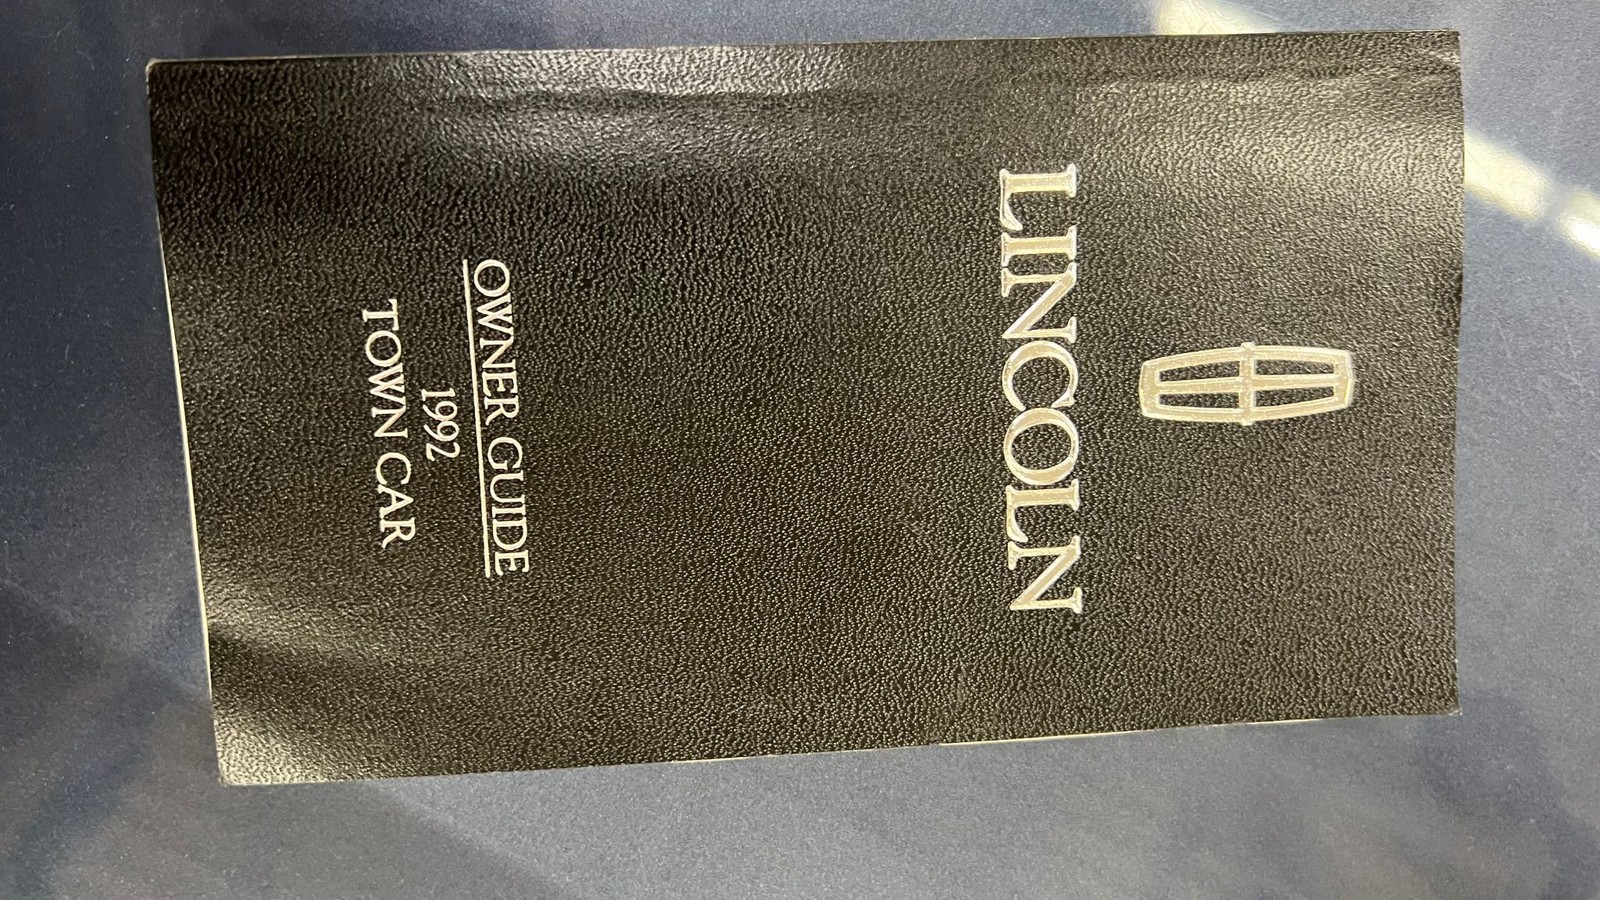 LINCOLN
OWNER GUIDE
1992
TOWN CAR